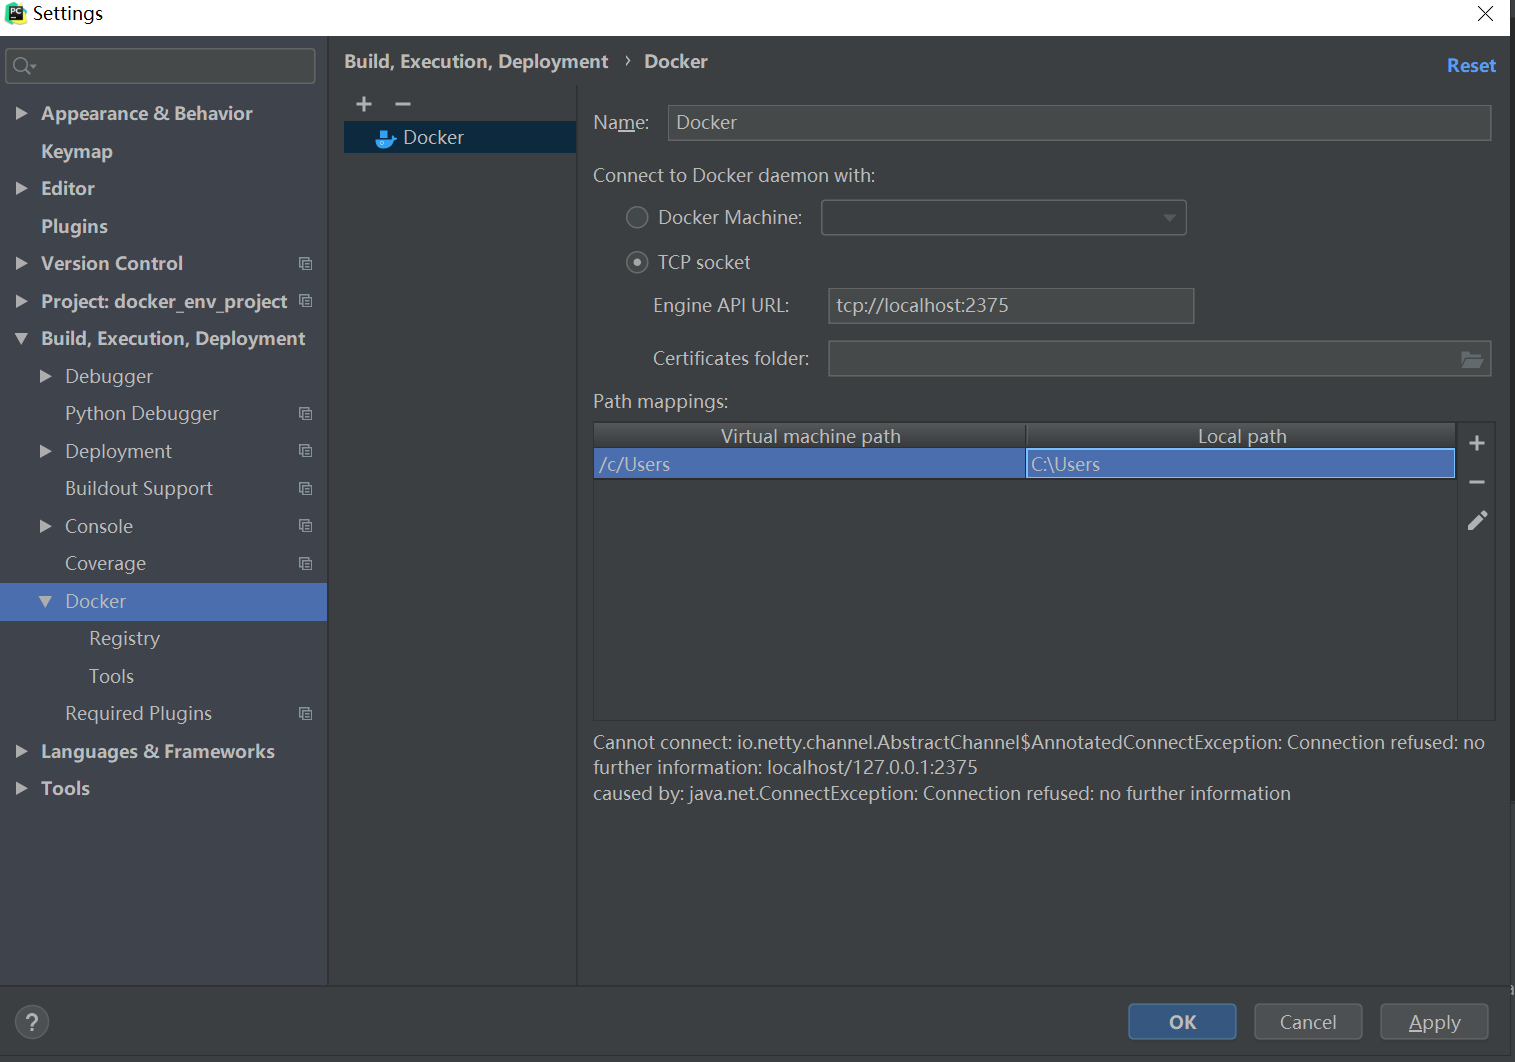 Settings
Build, Execution, Deployment › Docker
Reset
Appearance & Behavior
Keymap
Editor
Plugins
Version Control
Project: docker_env_project
Build, Execution, Deployment
Debugger
Python Debugger
Deployment
Buildout Support
Console
Coverage
Docker
Registry
Tools
Required Plugins
Languages & Frameworks
Tools
Docker
Name: Docker
Connect to Docker daemon with:
Docker Machine:
TCP socket
Engine API URL: tcp://localhost:2375
Certificates folder:
Path mappings:
Virtual machine path Local path
/c/Users C:\Users
Cannot connect: io.netty.channel.AbstractChannel$AnnotatedConnectException: Connection refused: no
further information: localhost/127.0.0.1:2375
caused by: java.net.ConnectException: Connection refused: no further information
?
OK Cancel Apply